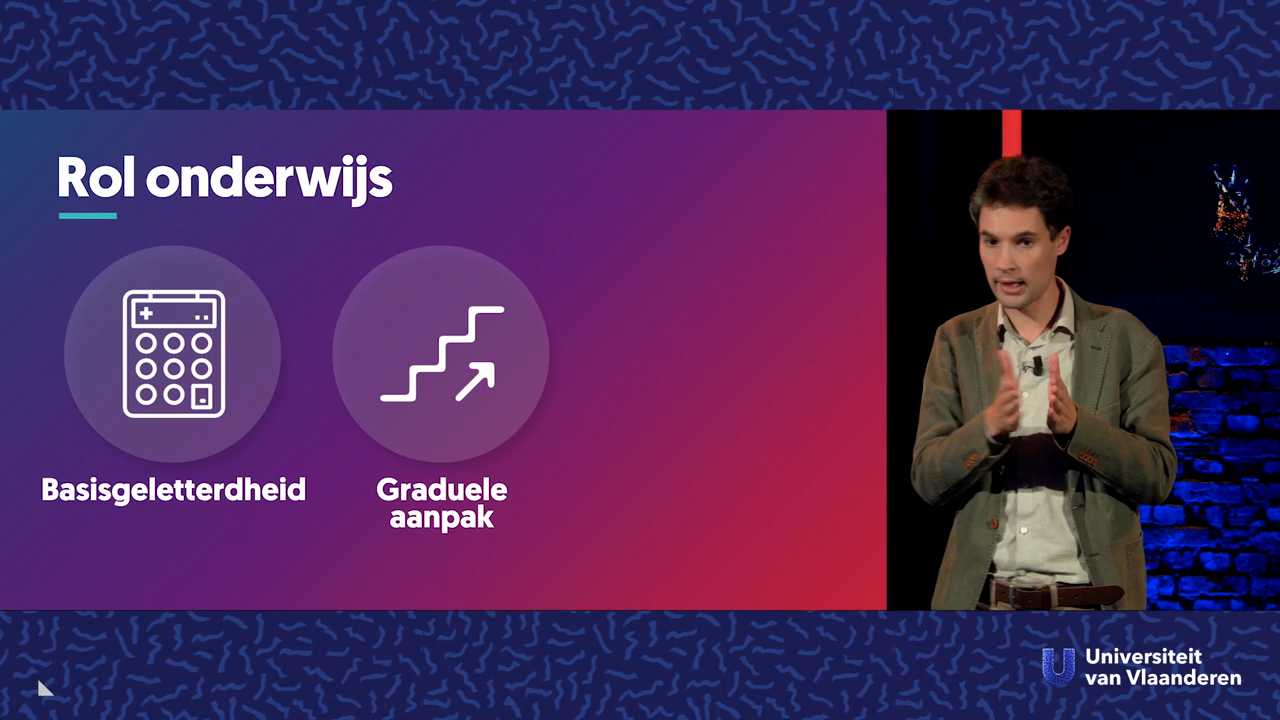 Rol onderwijs
Basisgeletterdheid
Graduele
aanpak
Universiteit
van Vlaanderen